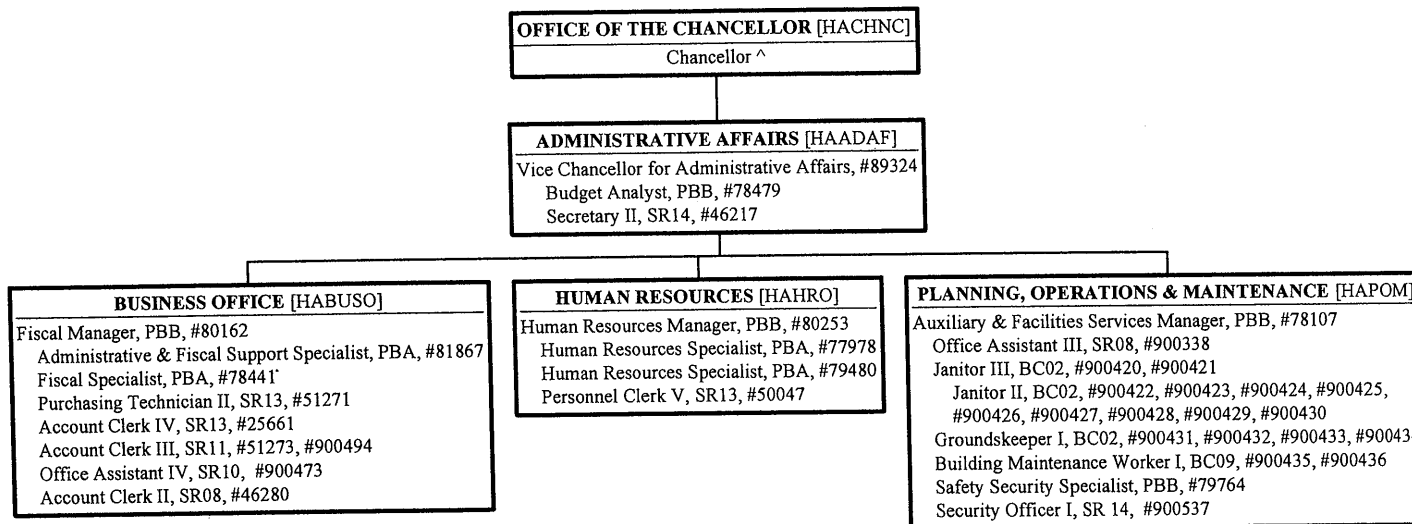 OFFICE OF THE CHANCELLOR [HACHNC]
Chancellor ^
ADMINISTRATIVE AFFAIRS [HAADAF]
Vice Chancellor for Administrative Affairs, #89324
Budget Analyst, PBB, #78479
Secretary II, SR14, #46217
BUSINESS OFFICE [HABUSO]
Fiscal Manager, PBB, #80162
Administrative & Fiscal Support Specialist, PBA, #81867
Fiscal Specialist, PBA, #78441
Purchasing Technician II, SR13, #51271
Account Clerk IV, SR13, #25661
Account Clerk III, SR11, #51273, #900494
Office Assistant IV, SR10, #900473
Account Clerk II, SR08, #46280
HUMAN RESOURCES [HAHRO]
Human Resources Manager, PBB, #80253
Human Resources Specialist, PBA, #77978
Human Resources Specialist, PBA, #79480
Personnel Clerk V, SR13, #50047
PLANNING, OPERATIONS & MAINTENANCE [HAPOM]
Auxiliary & Facilities Services Manager, PBB, #78107
Office Assistant III, SR08, #900338
Janitor III, BC02, #900420, #900421
Janitor II, BC02, #900422, #900423, #900424, #900425,
#900426, #900427, #900428, #900429, #900430
Groundskeeper I, BC02, #900431, #900432, #900433,
Building Maintenance Worker I, BC09, #900435, #900436
Safety Security Specialist, PBB, #79764
Security Officer I, SR 14, #900537